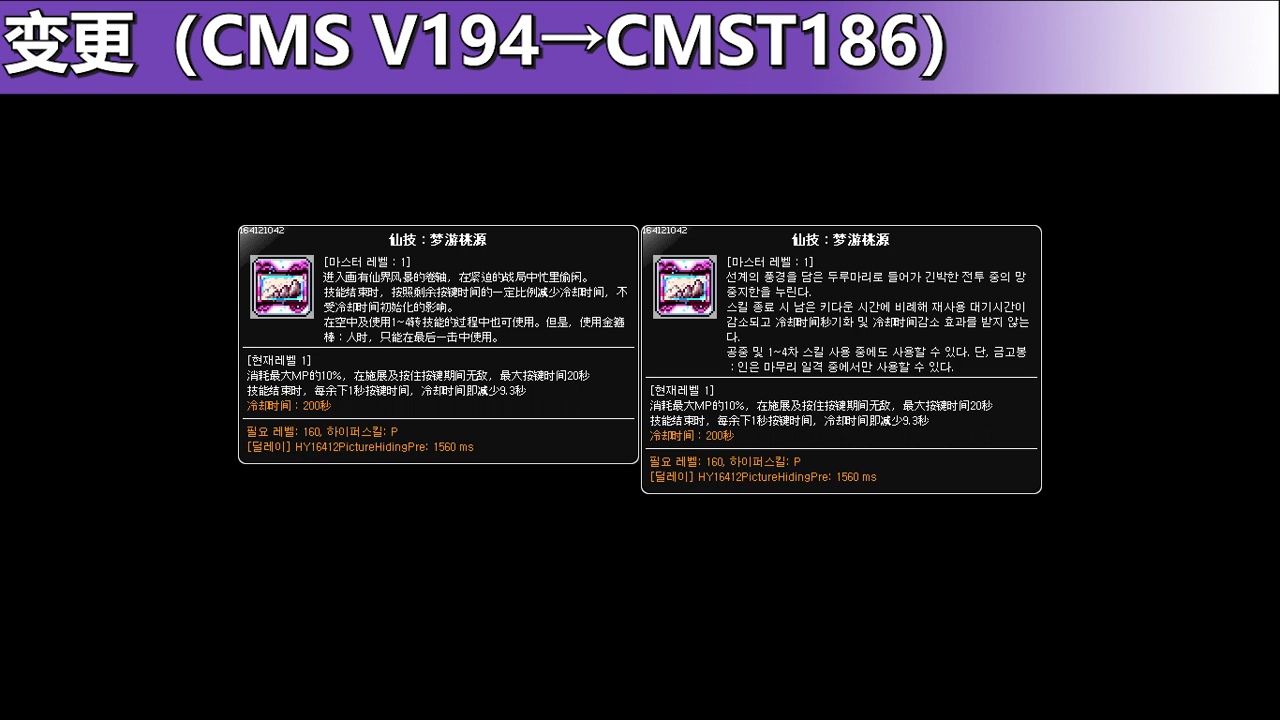 变更（CMS V194→CMST186）
164121042
仙技：梦游桃源
[마스터 레벨 : 1]
进入画有仙界风景的卷轴，在紧迫的战局中忙里偷闲。
技能结束时，按照剩余按键时间的一定比例减少冷却时间，不
受冷却时间初始化的影响。
在空中及使用1~4转技能的过程中也可使用。但是，使用金箍
棒：人时，只能在最后一击中使用。
[현재레벨 1]
消耗最大MP的10%，在施展及按住按键期间无敌，最大按键时间20秒
技能结束时，每余下1秒按键时间，冷却时间即减少9.3秒
冷却时间：200秒
필요 레벨: 160, 하이퍼스킬: P
[딜레이] HY16412PictureHidingPre: 1560 ms
164121042
仙技：梦游桃源
[마스터 레벨 : 1]
선계의 풍경을 담은 두루마리로 들어가 긴박한 전투 중의 망
중지한을 누린다.
스킬 종료 시 남은 키다운 시간에 비례해 재사용 대기시간이
감소되고 冷却时间秒기화 및 冷却时间감소 효과를 받지 않는
다.
공중 및 1~4차 스킬 사용 중에도 사용할 수 있다. 단, 금고봉
: 인은 마무리 일격 중에서만 사용할 수 있다.
[현재레벨 1]
消耗最大MP的10%，在施展及按住按键期间无敌，最大按键时间20秒
技能结束时，每余下1秒按键时间，冷却时间即减少9.3秒
冷却时间：200秒
필요 레벨: 160, 하이퍼스킬: P
[딜레이] HY16412PictureHidingPre: 1560 ms